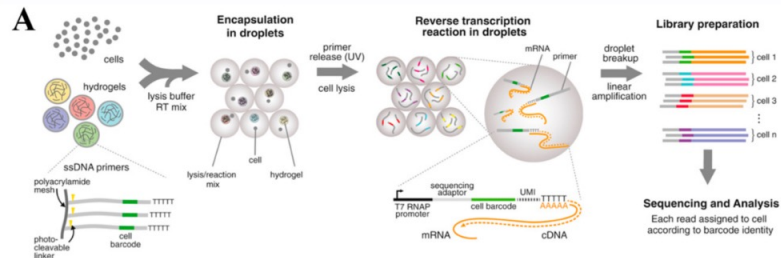 A
cells
hydrogels
lysis buffer
RT mix
ssDNA primers
polyacrylamide
mesh
TTTTT
TTTTT
TTTTT
photo-
cleavable
linker
cell
barcode
Encapsulation
in droplets
lysis/reaction
mix
cell
hydrogel
primer
release (UV)
cell lysis
Reverse transcription
reaction in droplets
mRNA
primer
T7 RNAP
promoter
sequencing
adaptor
cell barcode
UMI
TTTTT
AAAAA
mRNA
cDNA
droplet
breakup
linear
amplification
Library preparation
cell 1
cell 2
cell 3
cell n
Sequencing and Analysis
Each read assigned to cell
according to barcode identity